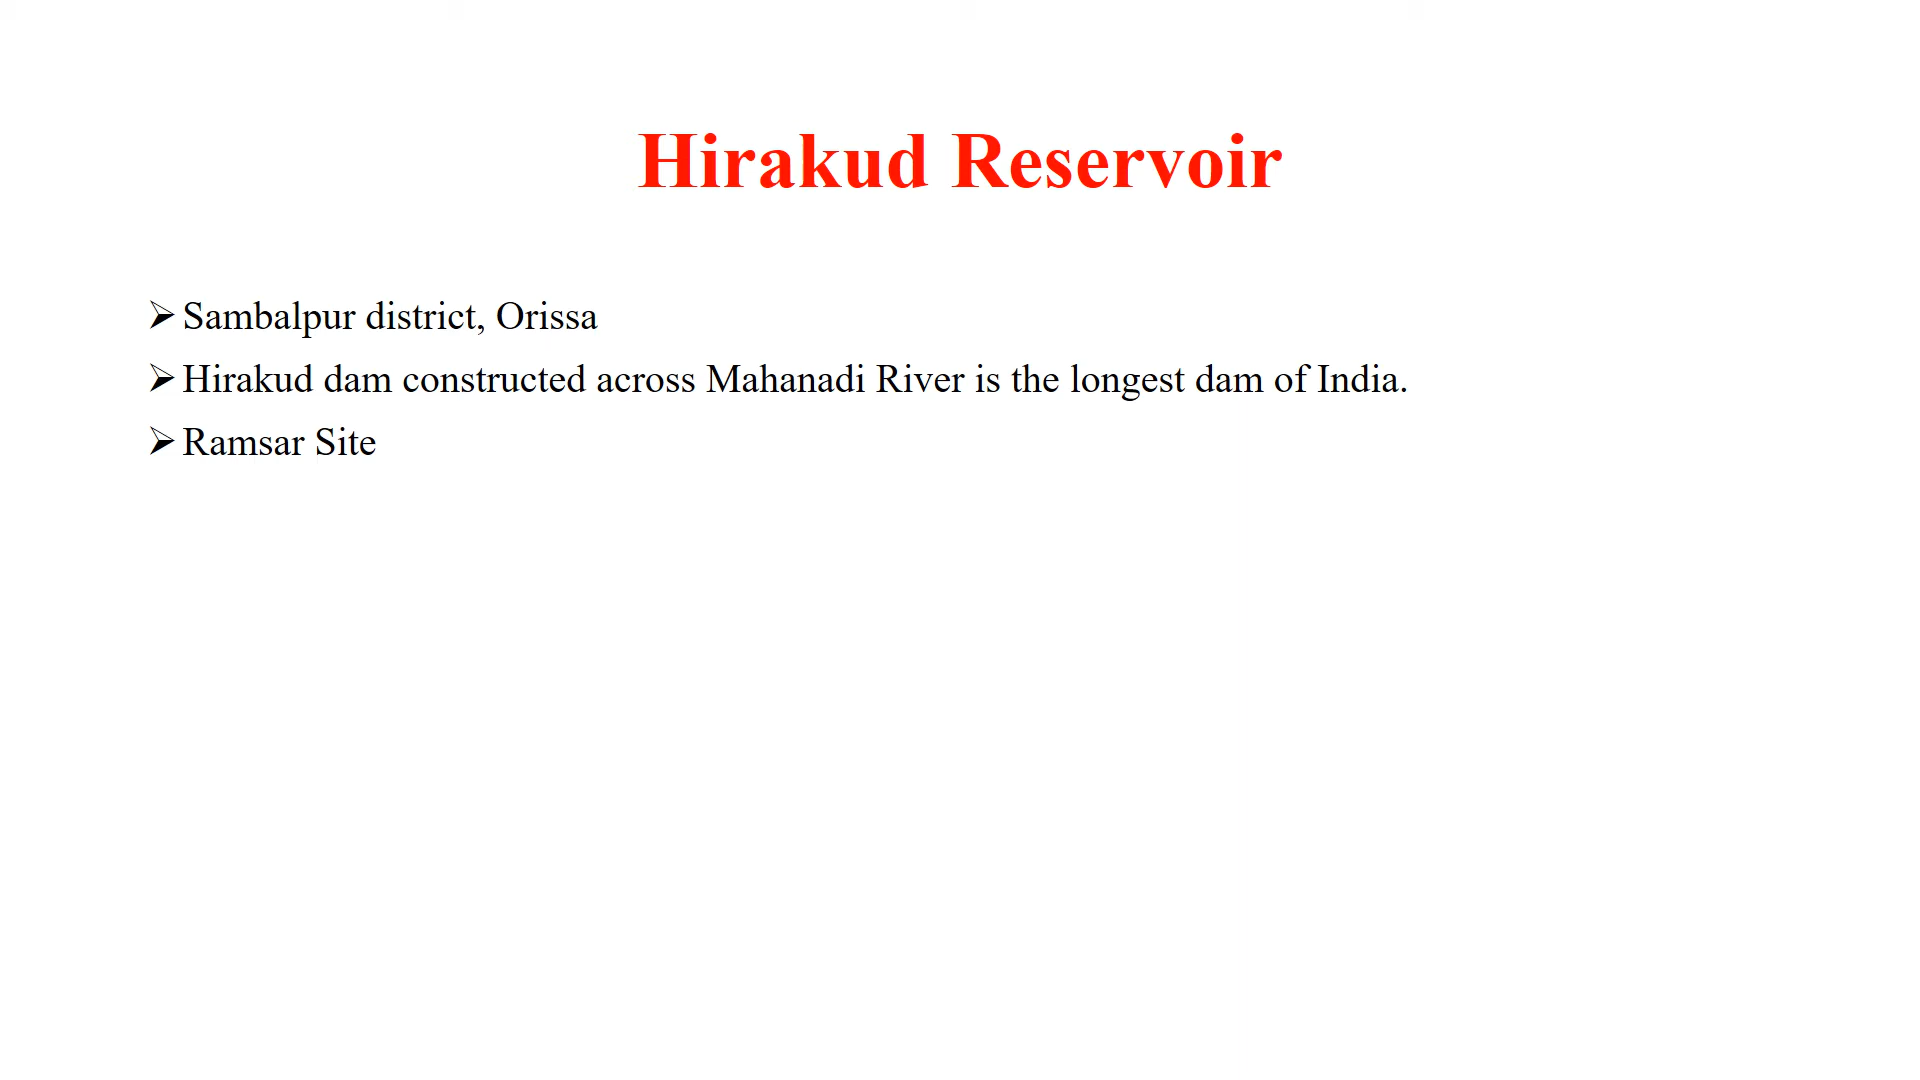 Hirakud Reservoir
➢ Sambalpur district, Orissa
➢ Hirakud dam constructed across Mahanadi River is the longest dam of India.
➢ Ramsar Site